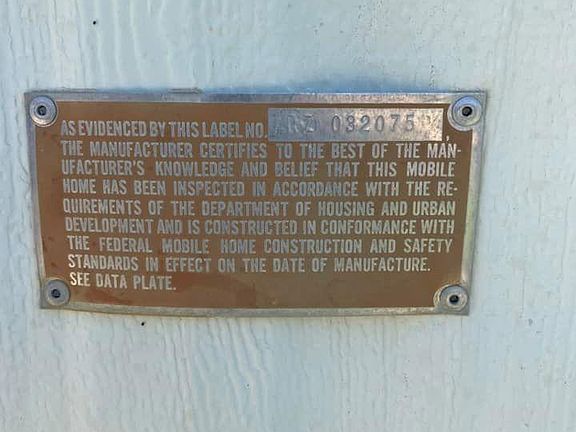 AS EVIDENCED BY THIS LABEL NO. 032075,
THE MANUFACTURER CERTIFIES TO THE BEST OF THE MAN-
UFACTURER'S KNOWLEDGE AND BELIEF THAT THIS MOBILE
HOME HAS BEEN INSPECTED IN ACCORDANCE WITH THE RE-
QUIREMENTS OF THE DEPARTMENT OF HOUSING AND URBAN
DEVELOPMENT AND IS CONSTRUCTED IN CONFORMANCE WITH
THE FEDERAL MOBILE HOME CONSTRUCTION AND SAFETY
STANDARDS IN EFFECT ON THE DATE OF MANUFACTURE.
SEE DATA PLATE.